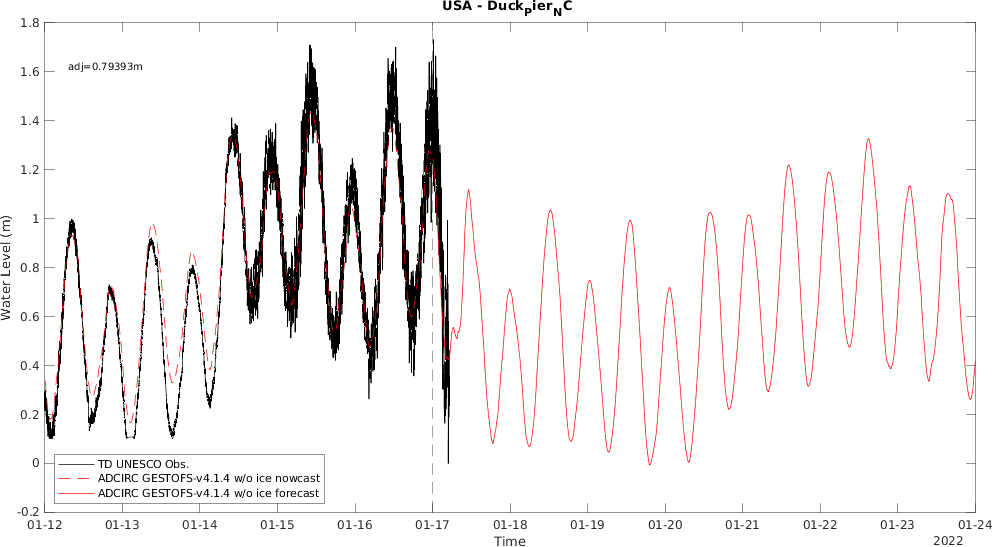 USA - Duck_Pier_NC
1.8
1.6
1.4
1.2
1
0.8
0.6
0.4
0.2
0
-0.2
Water Level (m)
adj=0.79393m
TD UNESCO Obs.
ADCIRC GESTOFS-v4.1.4 w/o ice nowcast
ADCIRC GESTOFS-v4.1.4 w/o ice forecast
01-12 01-13 01-14 01-15 01-16 01-17 01-18 01-19 01-20 01-21 01-22 01-23 01-24
Time
2022